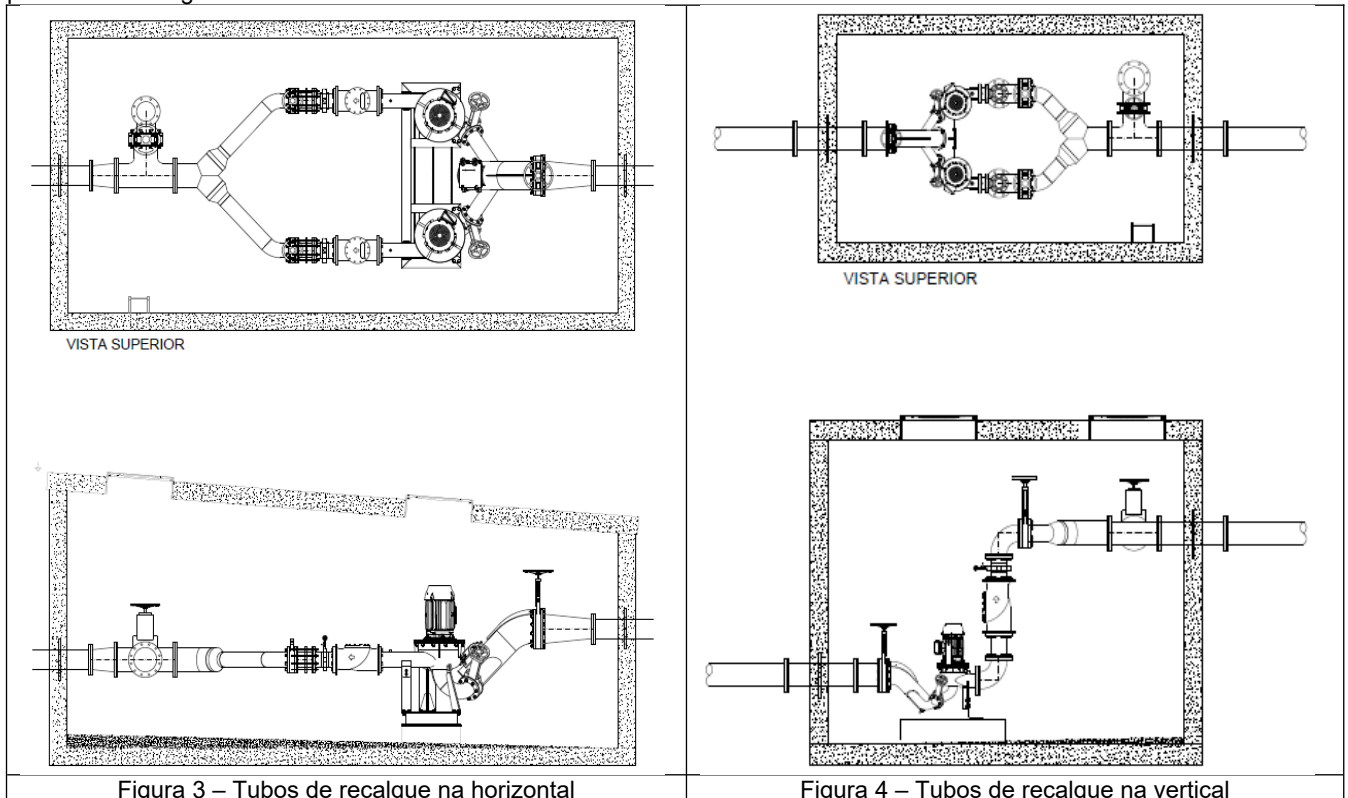 VISTA SUPERIOR
VISTA SUPERIOR
Figura 3 – Tubos de recalque na horizontal
Figura 4 – Tubos de recalque na vertical